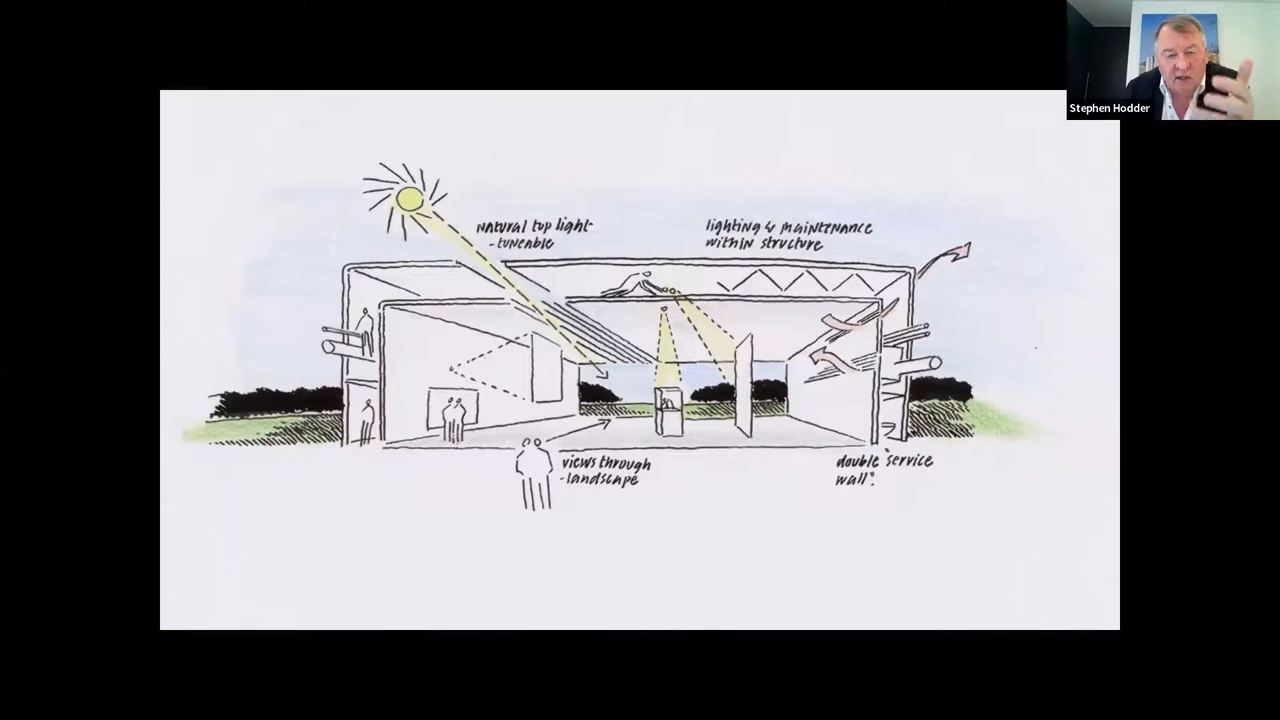 Stephen Hodder
natural top light-
-tuneable
lighting & maintenance
within structure
views through
-landscape
double "service
wall".